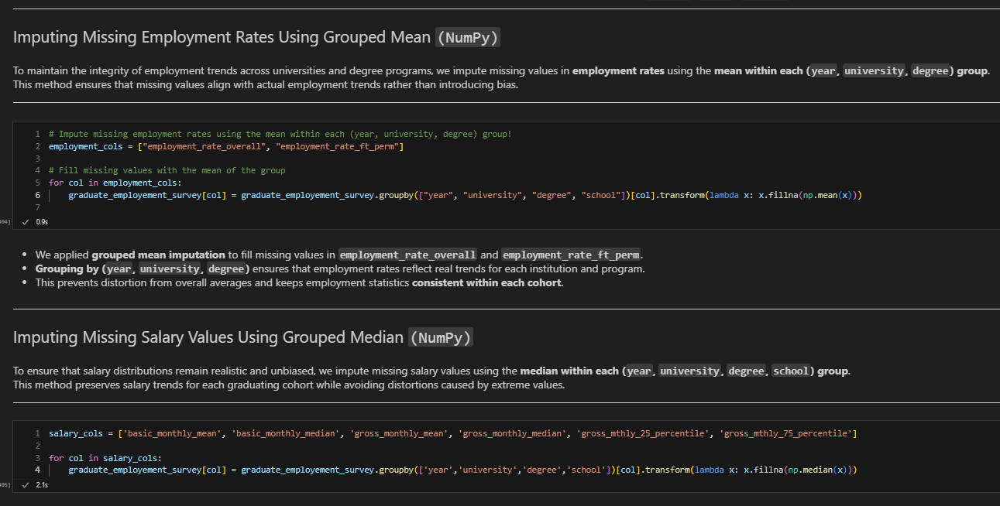 Imputing Missing Employment Rates Using Grouped Mean (NumPy)
To maintain the integrity of employment trends across universities and degree programs, we impute missing values in employment rates using the mean within each (year, university, degree) group.
This method ensures that missing values align with actual employment trends rather than introducing bias.
1 # Impute missing employment rates using the mean within each (year, university, degree) group!
2 employment_cols = ["employment_rate_overall", "employment_rate_ft_perm"]
3
4 # Fill missing values with the mean of the group
5 for col in employment_cols:
6 graduate_employement_survey[col] = graduate_employement_survey.groupby(["year", "university", "degree", "school"])[col].transform(lambda x: x.fillna(np.mean(x)))
7
✓ 0.9s
• We applied grouped mean imputation to fill missing values in employment_rate_overall and employment_rate_ft_perm.
• Grouping by (year, university, degree) ensures that employment rates reflect real trends for each institution and program.
• This prevents distortion from overall averages and keeps employment statistics consistent within each cohort.
Imputing Missing Salary Values Using Grouped Median (NumPy)
To ensure that salary distributions remain realistic and unbiased, we impute missing salary values using the median within each (year, university, degree, school) group.
This method preserves salary trends for each graduating cohort while avoiding distortions caused by extreme values.
1 salary_cols = ['basic_monthly_mean', 'basic_monthly_median', 'gross_monthly_mean', 'gross_monthly_median', 'gross_mthly_25_percentile', 'gross_mthly_75_percentile']
2
3 for col in salary_cols:
4 graduate_employement_survey[col] = graduate_employement_survey.groupby(['year','university','degree','school'])[col].transform(lambda x: x.fillna(np.median(x)))
✓ 2.1s